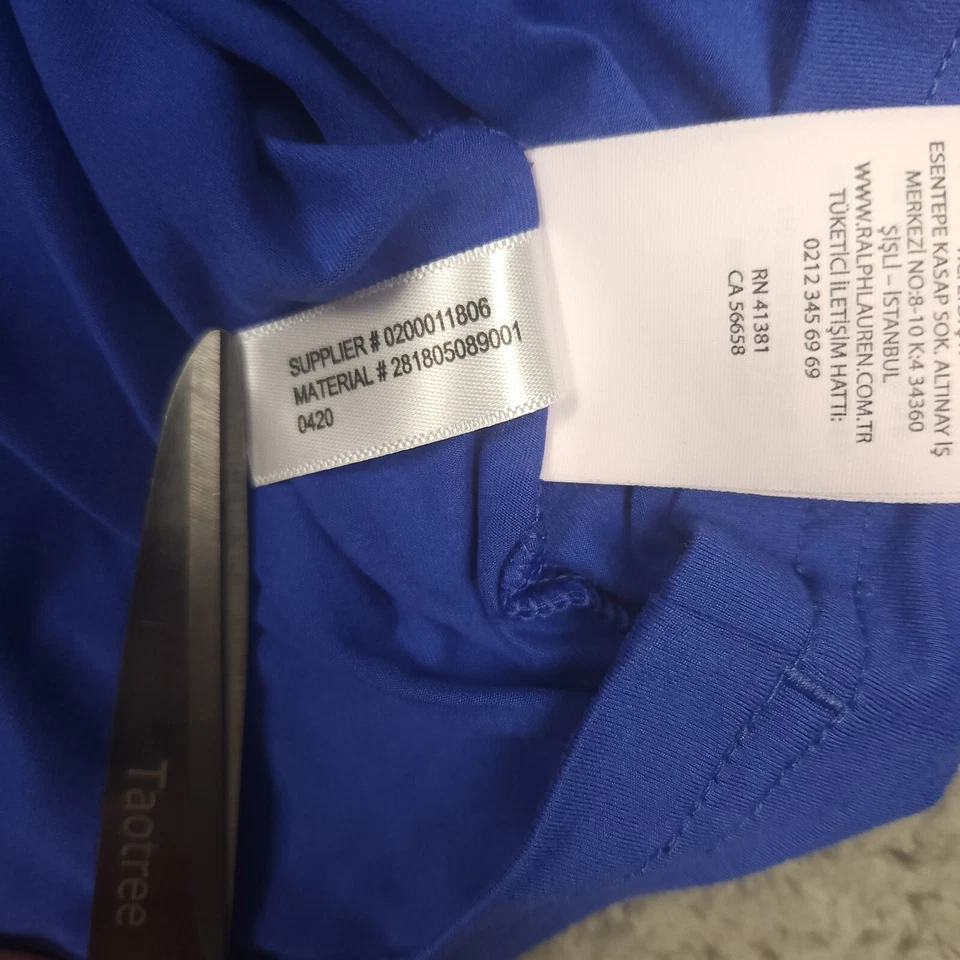 SUPPLIER # 0200011806
MATERIAL # 281805089001
0420
ESENTEPE KASAP SOK. ALTINAY İŞ
MERKEZİ NO:8-10 K:4 34360
ŞİŞLİ – İSTANBUL
WWW.RALPHLAUREN.COM.TR
TÜKETİCİ İLETİŞİM HATTI:
0212 345 69 69
RN 41381
CA 56658
Taotree